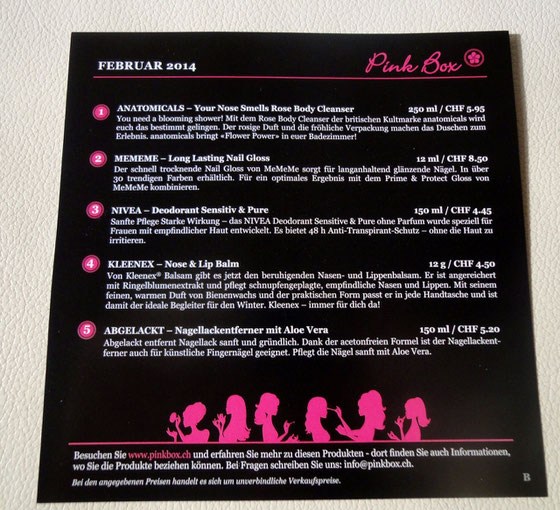 FEBRUAR 2014 Pink Box
1 ANATOMICALS – Your Nose Smells Rose Body Cleanser 250 ml / CHF 5.95
You need a blooming shower! Mit dem Rose Body Cleanser der britischen Kultmarke anatomicals wird
euch das bestimmt gelingen. Der rosige Duft und die fröhliche Verpackung machen das Duschen zum
Erlebnis. anatomicals bringt «Flower Power» in euer Badezimmer!
2 MEMEME – Long Lasting Nail Gloss 12 ml / CHF 8.50
Der schnell trocknende Nail Gloss von MeMeMe sorgt für langanhaltend glänzende Nägel. In über
30 trendigen Farben erhältlich. Für ein optimales Ergebnis mit dem Prime & Protect Gloss von
MeMeMe kombinieren.
3 NIVEA – Deodorant Sensitiv & Pure 150 ml / CHF 4.45
Sanfte Pflege Starke Wirkung – das NIVEA Deodorant Sensitive & Pure ohne Parfum wurde speziell für
Frauen mit empfindlicher Haut entwickelt. Es bietet 48 h Anti-Transpirant-Schutz – ohne die Haut zu
irritieren.
4 KLEENEX – Nose & Lip Balm 12 g / CHF 4.50
Von Kleenex® Balsam gibt es jetzt den beruhigenden Nasen- und Lippenbalsam. Er ist angereichert
mit Ringelblumenextrakt und pflegt schnupfengeplagte, empfindliche Nasen und Lippen. Mit seinem
feinen, warmen Duft von Bienenwachs und der praktischen Form passt er in jede Handtasche und ist
damit der ideale Begleiter für den Winter. Kleenex – immer für dich da!
5 ABGELACKT – Nagellackentferner mit Aloe Vera 150 ml / CHF 5.20
Abgelackt entfernt Nagellack sanft und gründlich. Dank der acetonfreien Formel ist der Nagellackent-
ferner auch für künstliche Fingernägel geeignet. Pflegt die Nägel sanft mit Aloe Vera.
Besuchen Sie www.pinkbox.ch und erfahren Sie mehr zu diesen Produkten - dort finden Sie auch Informationen,
wo Sie die Produkte beziehen können. Bei Fragen schreiben Sie uns: info@pinkbox.ch.
Bei den angegebenen Preisen handelt es sich um unverbindliche Verkaufspreise.
B